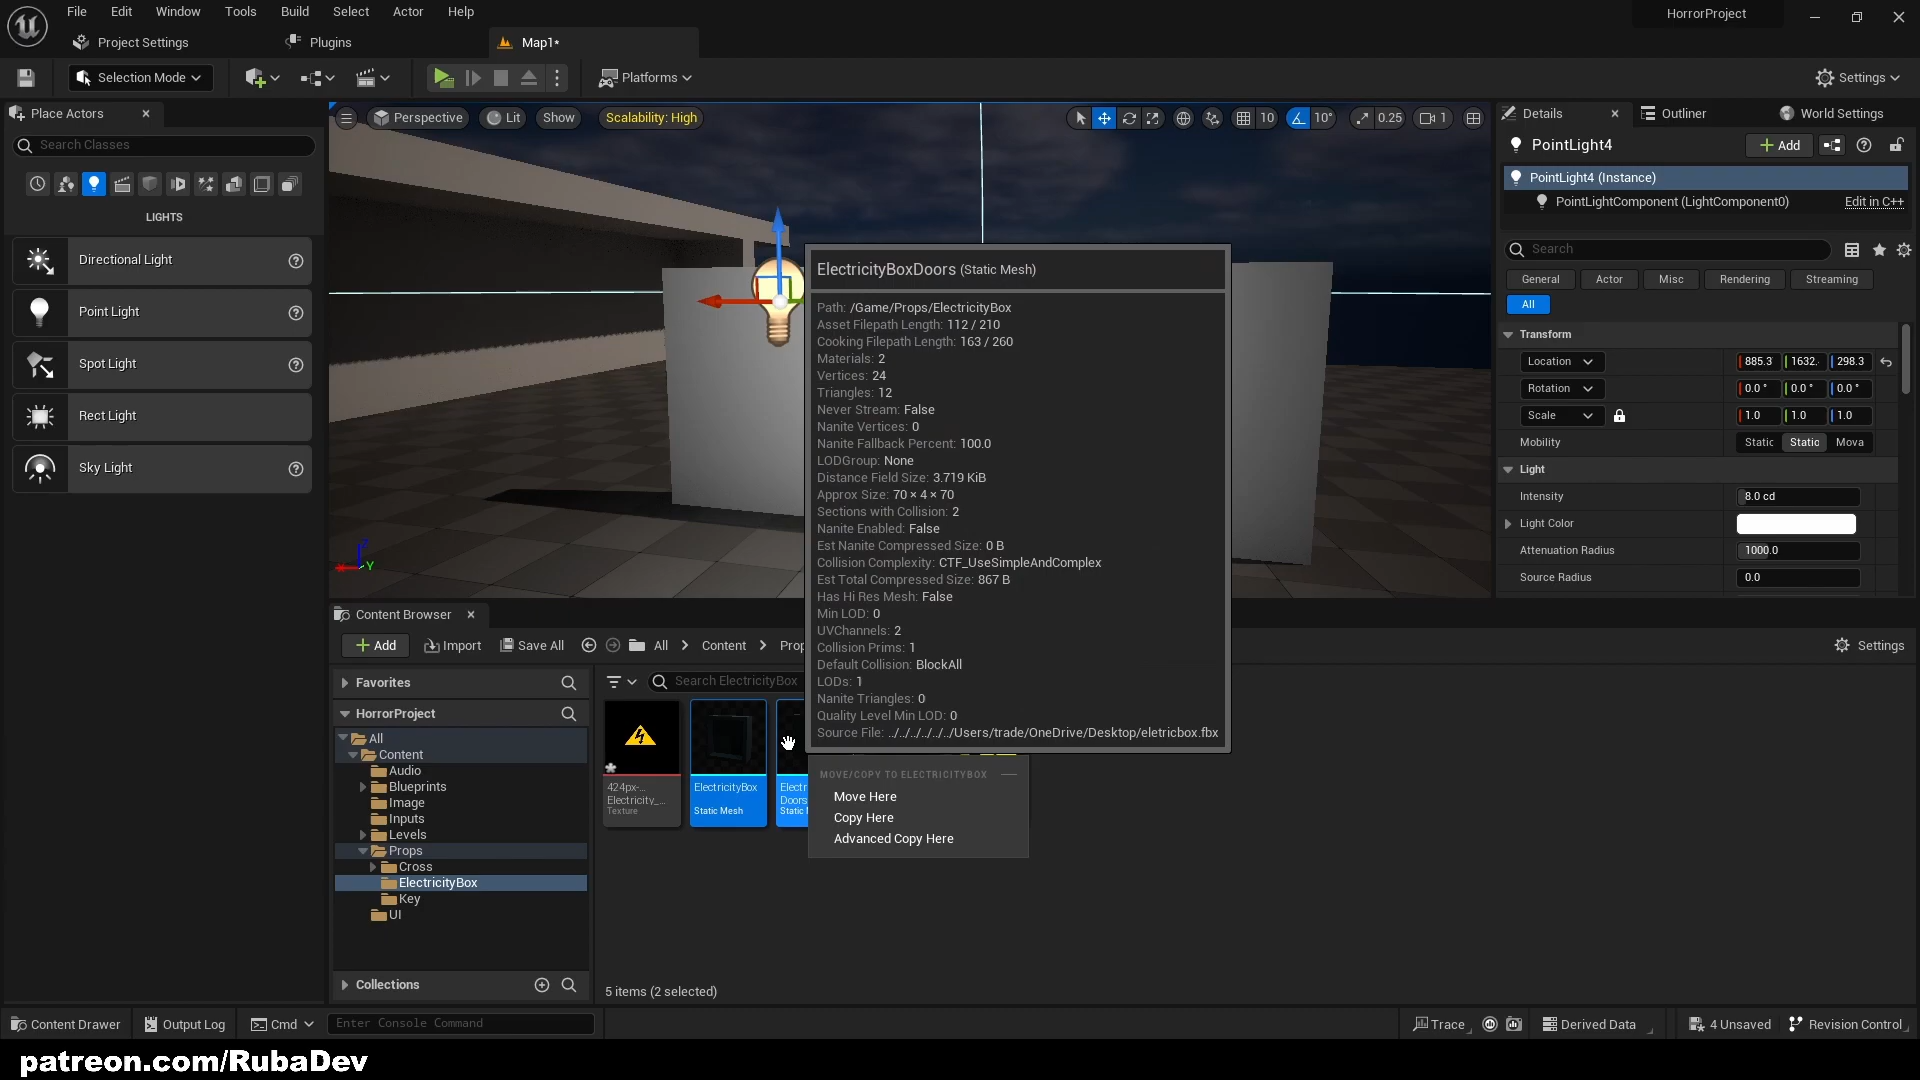 File Edit Window Tools Build Select Actor Help
HorrorProject
Project Settings
Plugins
Map1*
Selection Mode
Platforms
Settings
Place Actors
Search Classes
LIGHTS
Directional Light
Point Light
Spot Light
Rect Light
Sky Light
Perspective
Lit
Show
Scalability: High
10
10°
0.25
1
ElectricityBoxDoors (Static Mesh)
Path: /Game/Props/ElectricityBox
Asset Filepath Length: 112 / 210
Cooking Filepath Length: 163 / 260
Materials: 2
Vertices: 24
Triangles: 12
Never Stream: False
Nanite Vertices: 0
Nanite Fallback Percent: 100.0
LODGroup: None
Distance Field Size: 3.719 KiB
Approx Size: 70 × 4 × 70
Sections with Collision: 2
Nanite Enabled: False
Est Nanite Compressed Size: 0 B
Collision Complexity: CTF_UseSimpleAndComplex
Est Total Compressed Size: 867 B
Has Hi Res Mesh: False
Min LOD: 0
UVChannels: 2
Collision Prims: 1
Default Collision: BlockAll
LODs: 1
Nanite Triangles: 0
Quality Level Min LOD: 0
Source File: ../../../../../../Users/trade/OneDrive/Desktop/eletricbox.fbx
MOVE/COPY TO ELECTRICITYBOX
Move Here
Copy Here
Advanced Copy Here
X Y Z
Details
Outliner
World Settings
PointLight4
Add
PointLight4 (Instance)
PointLightComponent (LightComponent0)
Edit in C++
Search
General Actor Misc Rendering Streaming
All
Transform
Location 885.3 1632. 298.3
Rotation 0.0 ° 0.0 ° 0.0 °
Scale 1.0 1.0 1.0
Mobility Static Static Mova
Light
Intensity 8.0 cd
Light Color
Attenuation Radius 1000.0
Source Radius 0.0
Content Browser
Add
Import
Save All
All
Content
Prop
Settings
Favorites
HorrorProject
All
Content
Audio
Blueprints
Image
Inputs
Levels
Props
Cross
ElectricityBox
Key
UI
Collections
Search ElectricityBox
424px-...
Electricity_...
Texture
ElectricityBox
Static Mesh
Electr
Doors
Static M
5 items (2 selected)
Content Drawer
Output Log
Cmd
Enter Console Command
Trace
Derived Data
4 Unsaved
Revision Control
patreon.com/RubaDev